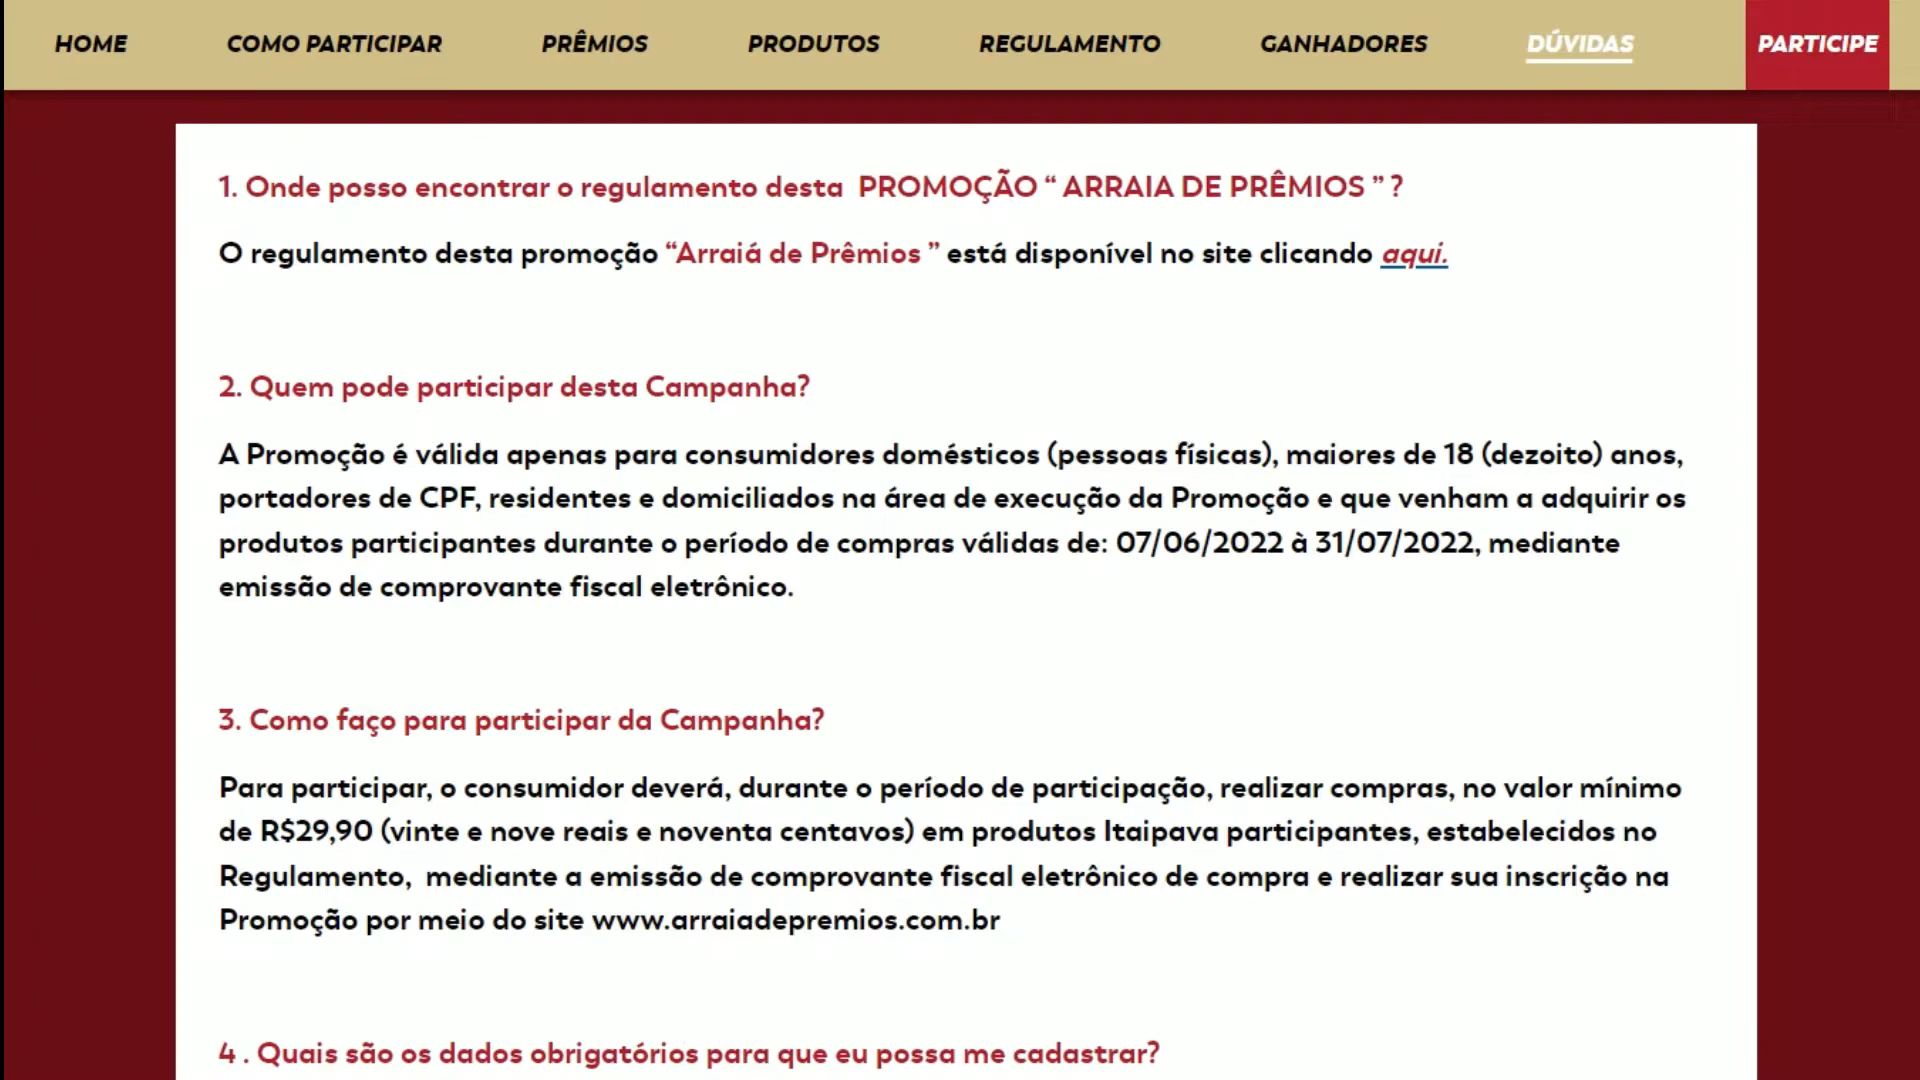 HOME COMO PARTICIPAR PRÊMIOS PRODUTOS REGULAMENTO GANHADORES DÚVIDAS PARTICIPE
1. Onde posso encontrar o regulamento desta PROMOÇÃO “ ARRAIA DE PRÊMIOS ” ?
O regulamento desta promoção “Arraiá de Prêmios ” está disponível no site clicando aqui.
2. Quem pode participar desta Campanha?
A Promoção é válida apenas para consumidores domésticos (pessoas físicas), maiores de 18 (dezoito) anos,
portadores de CPF, residentes e domiciliados na área de execução da Promoção e que venham a adquirir os
produtos participantes durante o período de compras válidas de: 07/06/2022 à 31/07/2022, mediante
emissão de comprovante fiscal eletrônico.
3. Como faço para participar da Campanha?
Para participar, o consumidor deverá, durante o período de participação, realizar compras, no valor mínimo
de R$29,90 (vinte e nove reais e noventa centavos) em produtos Itaipava participantes, estabelecidos no
Regulamento, mediante a emissão de comprovante fiscal eletrônico de compra e realizar sua inscrição na
Promoção por meio do site www.arraiadepremios.com.br
4 . Quais são os dados obrigatórios para que eu possa me cadastrar?